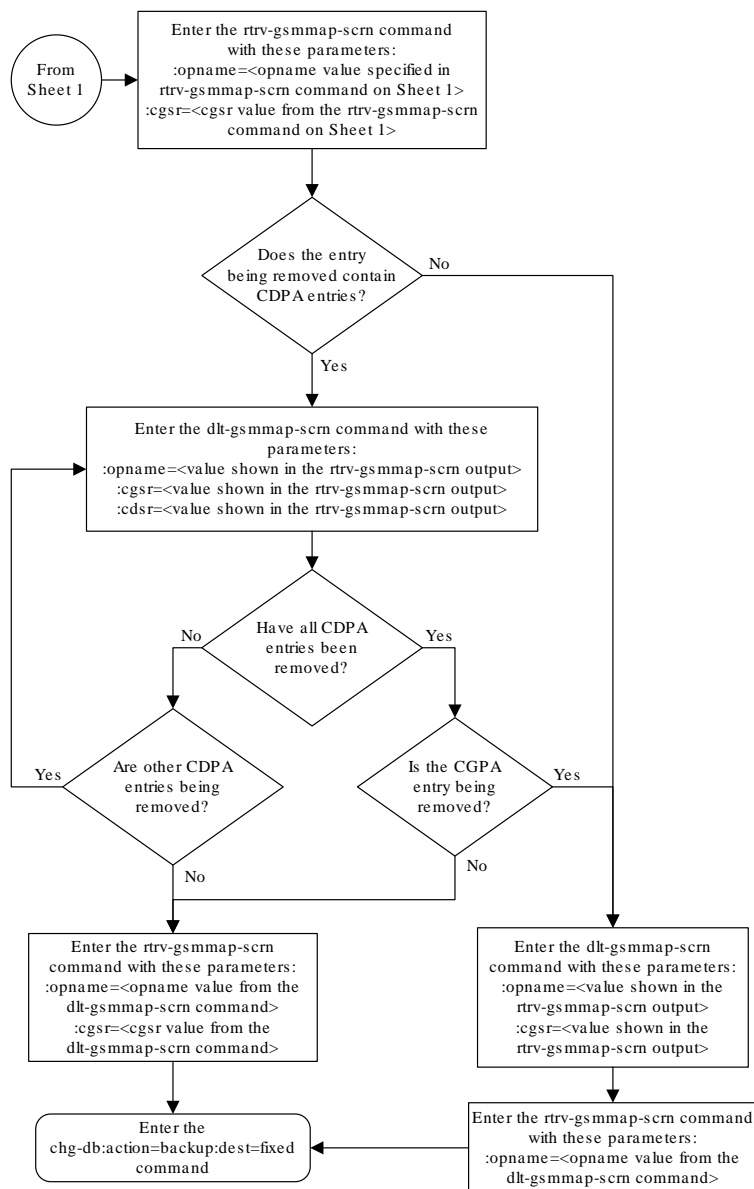 From
Sheet 1
Enter the rtrv-gsmmap-scrn command
with these parameters:
:opname=<opname value specified in
rtrv-gsmmap-scrn command on Sheet 1>
:cgsr=<cgsr value from the rtrv-gsmmap-scrn
command on Sheet 1>
Does the entry
being removed contain
CDPA entries?
No
Yes
Enter the dlt-gsmmap-scrn command with these
parameters:
:opname=<value shown in the rtrv-gsmmap-scrn output>
:cgsr=<value shown in the rtrv-gsmmap-scrn output>
:cdsr=<value shown in the rtrv-gsmmap-scrn output>
Have all CDPA
entries been
removed?
No
Yes
Are other CDPA
entries being
removed?
Yes
No
Is the CGPA
entry being
removed?
Yes
No
Enter the rtrv-gsmmap-scrn
command with these parameters:
:opname=<opname value from the
dlt-gsmmap-scrn command>
:cgsr=<cgsr value from the
dlt-gsmmap-scrn command>
Enter the dlt-gsmmap-scrn
command with these parameters:
:opname=<value shown in the
rtrv-gsmmap-scrn output>
:cgsr=<value shown in the
rtrv-gsmmap-scrn output>
Enter the
chg-db:action=backup:dest=fixed
command
Enter the rtrv-gsmmap-scrn command
with these parameters:
:opname=<opname value from the
dlt-gsmmap-scrn command>